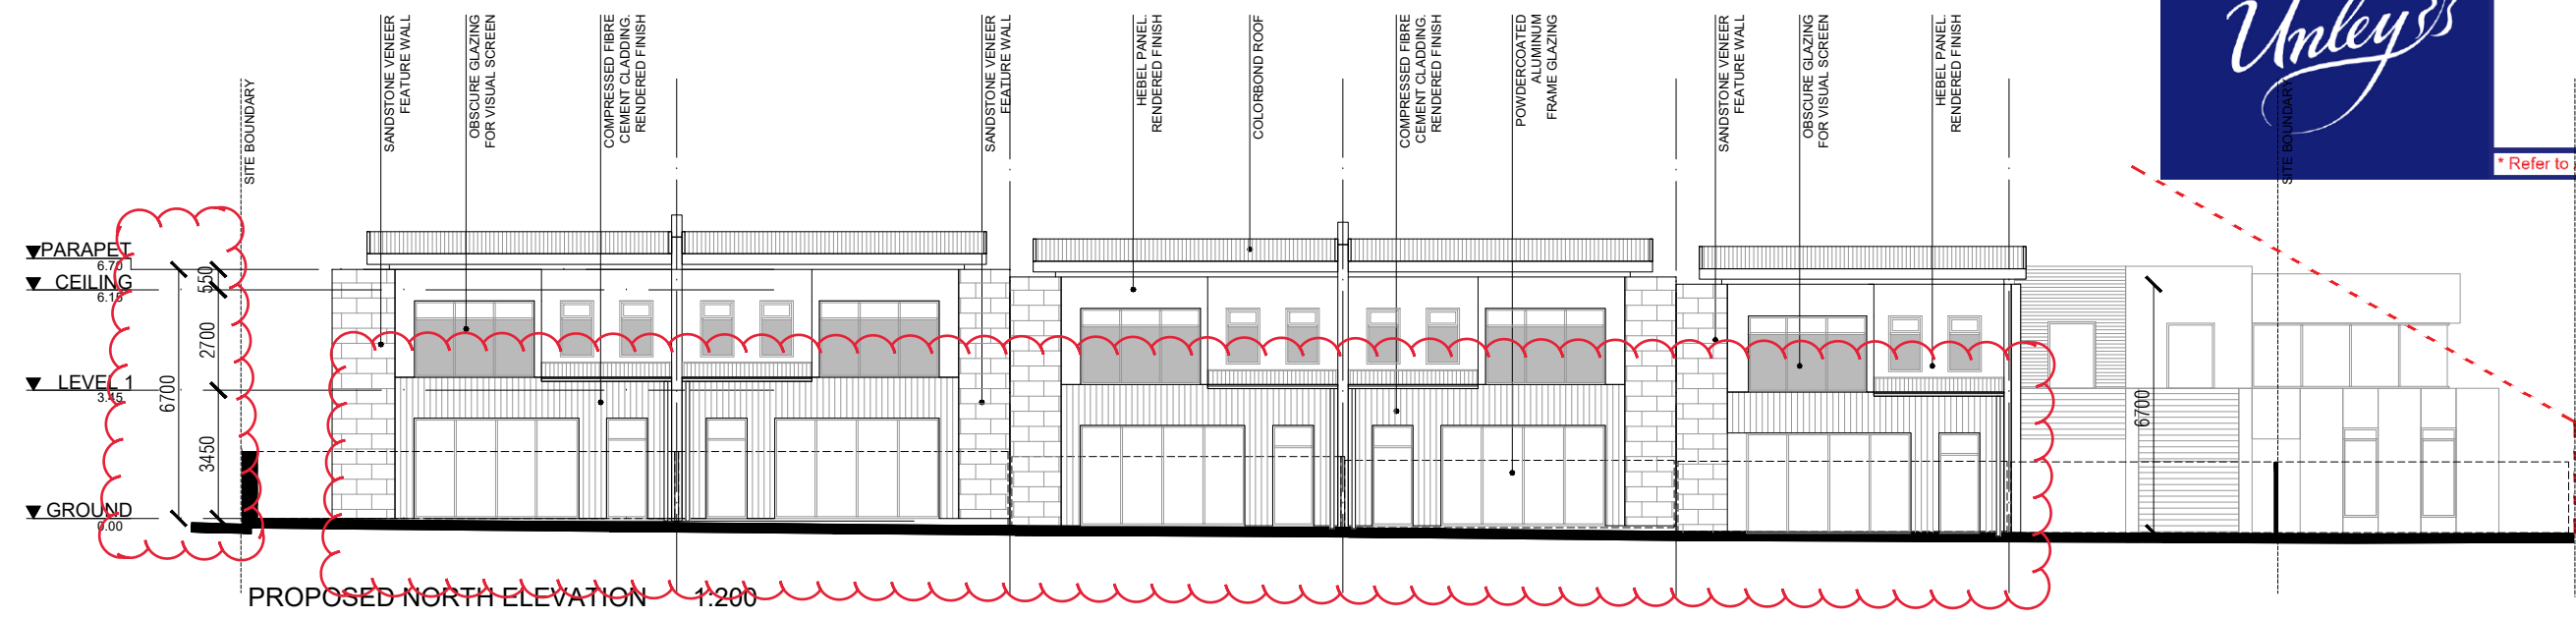 SANDSTONE VENEER
FEATURE WALL
OBSCURE GLAZING
FOR VISUAL SCREEN
COMPRESSED FIBRE
CEMENT CLADDING.
RENDERED FINISH
SANDSTONE VENEER
FEATURE WALL
HEBEL PANEL.
RENDERED FINISH
COLORBOND ROOF
COMPRESSED FIBRE
CEMENT CLADDING.
RENDERED FINISH
POWDERCOATED
ALUMINUM
FRAME GLAZING
SANDSTONE VENEER
FEATURE WALL
OBSCURE GLAZING
FOR VISUAL SCREEN
HEBEL PANEL.
RENDERED FINISH
Unley
* Refer to
SITE BOUNDARY
SITE BOUNDARY
PARAPET
6.70
CEILING
6.15
LEVEL 1
3.45
GROUND
0.00
550
2700
6700
3450
6700
PROPOSED NORTH ELEVATION 1:200